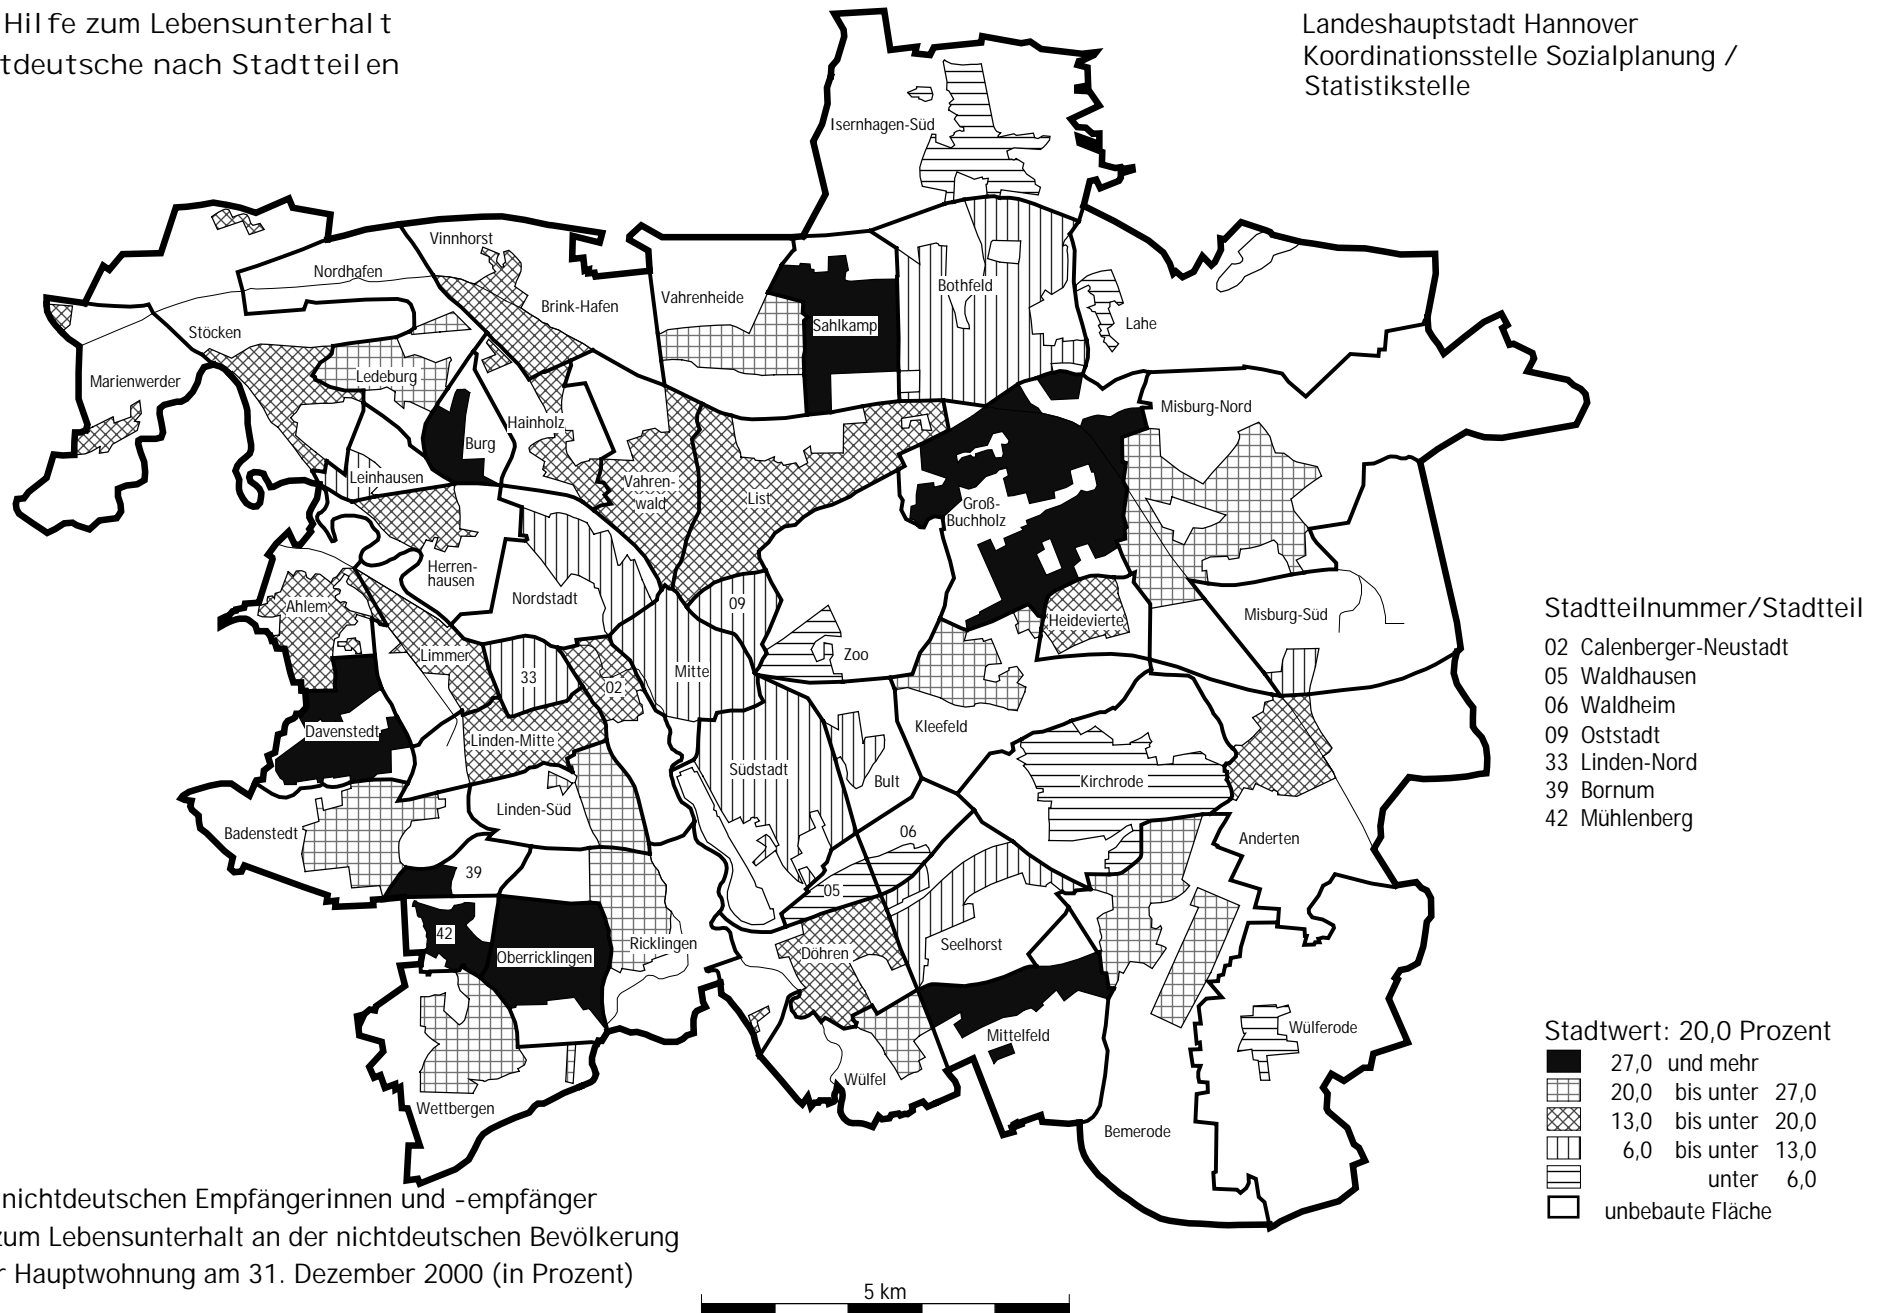 Hilfe zum Lebensunterhalt
tdeutsche nach Stadtteilen
Landeshauptstadt Hannover
Koordinationsstelle Sozialplanung /
Statistikstelle
Isernhagen-Süd
Vinnhorst
Nordhafen
Brink-Hafen
Vahrenheide
Bothfeld
Sahlkamp
Lahe
Stöcken
Marienwerder
Ledeburg
Hainholz
Burg
Misburg-Nord
Leinhausen
Vahren-
wald
List
Groß-
Buchholz
Herren-
hausen
Nordstadt
Ahlem
09
Heidevierte
Misburg-Süd
Limmer
Zoo
33
02
Mitte
Davenstedt
Linden-Mitte
Kleefeld
Südstadt
Bult
Kirchrode
Linden-Süd
Badenstedt
06
Anderten
39
05
42
Oberricklingen
Ricklingen
Döhren
Seelhorst
Mittelfeld
Wülferode
Wülfel
Wettbergen
Bemerode
Stadtteilnummer/Stadtteil
02 Calenberger-Neustadt
05 Waldhausen
06 Waldheim
09 Oststadt
33 Linden-Nord
39 Bornum
42 Mühlenberg
Stadtwert: 20,0 Prozent
27,0 und mehr
20,0 bis unter 27,0
13,0 bis unter 20,0
6,0 bis unter 13,0
unter 6,0
unbebaute Fläche
nichtdeutschen Empfängerinnen und -empfänger
zum Lebensunterhalt an der nichtdeutschen Bevölkerung
r Hauptwohnung am 31. Dezember 2000 (in Prozent)
5 km